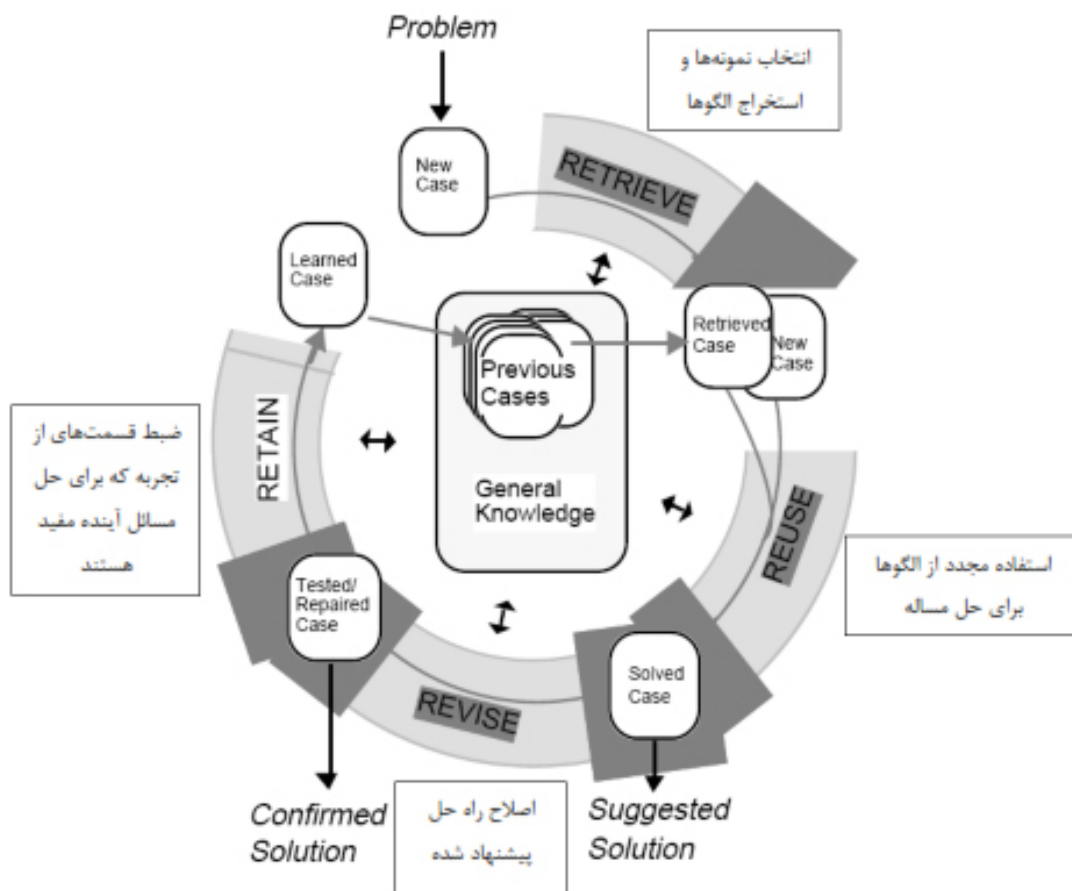 Problem
انتخاب نمونه‌ها و
استخراج الگوها
New
Case
RETRIEVE
Learned
Case
Retrieved
Case
New
Case
Previous
Cases
General
Knowledge
RETAIN
ضبط قسمت‌های از
تجربه که برای حل
مسائل آینده مفید
هستند
REUSE
استفاده مجدد از الگوها
برای حل مساله
Tested/
Repaired
Case
Solved
Case
REVISE
Confirmed
Solution
اصلاح راه حل
پیشنهاد شده
Suggested
Solution